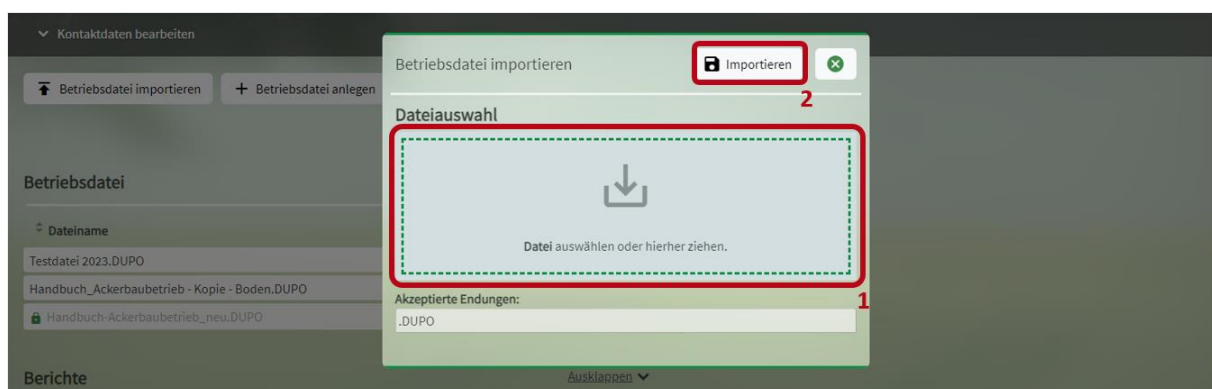 Kontaktdaten bearbeiten
Betriebsdatei importieren
Importieren
2
Betriebsdatei importieren
+ Betriebsdatei anlegen
Dateiauswahl
Betriebsdatei
Dateiname
Datei auswählen oder hierher ziehen.
Testdatei 2023.DUPO
Handbuch_Ackerbaubetrieb - Kopie - Boden.DUPO
Handbuch-Ackerbaubetrieb_neu.DUPO
Akzeptierte Endungen:
1
.DUPO
Berichte
Ausklappen